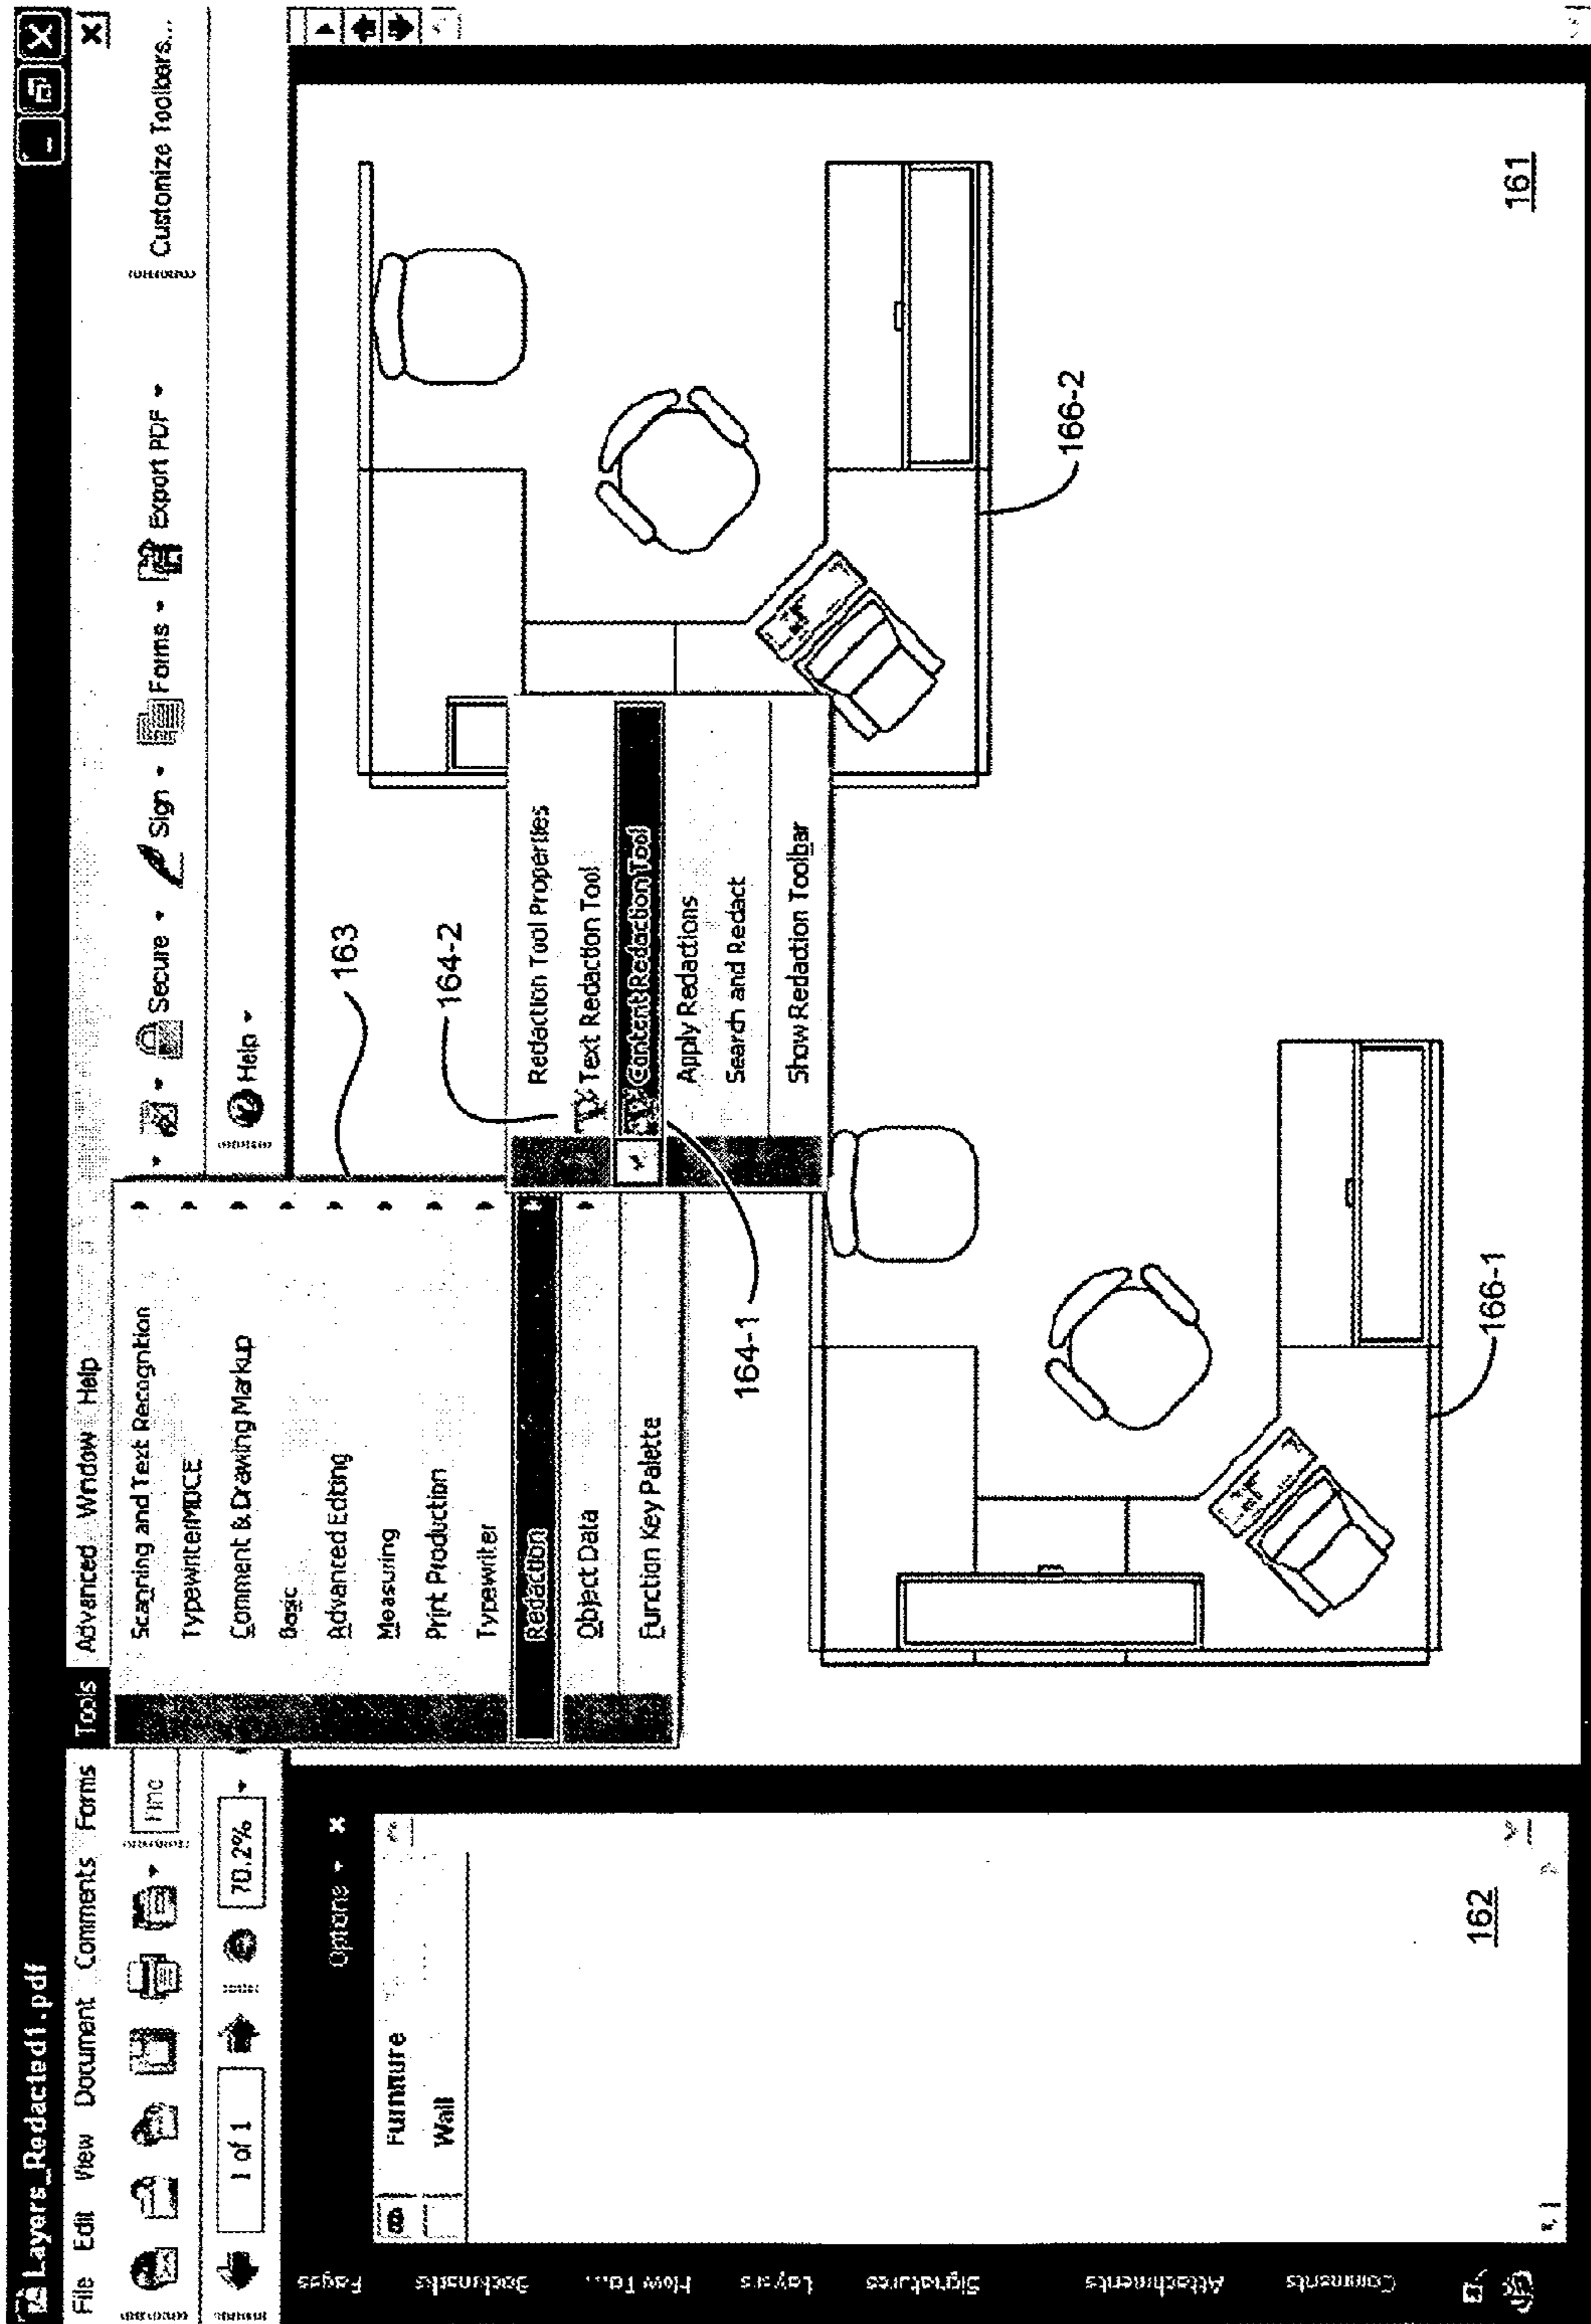 Layers_Redacted1.pdf
File Edit View Document Comments Forms Tools Advanced Window Help
Find
Secure Sign Forms Export PDF Customize Toolbars...
1 of 1 70.2%
Help
Options
Pages
Bookmarks
How To...
Layers
Signatures
Attachments
Comments
Furniture
Wall
162
Scanning and Text Recognition
TypewriterMDCE
Comment & Drawing Markup
Basic
Advanced Editing
Measuring
Print Production
Typewriter
Redaction
Object Data
Function Key Palette
163
164-2
Redaction Tool Properties
Text Redaction Tool
Content Redaction Tool
Apply Redactions
Search and Redact
Show Redaction Toolbar
164-1
166-2
166-1
161